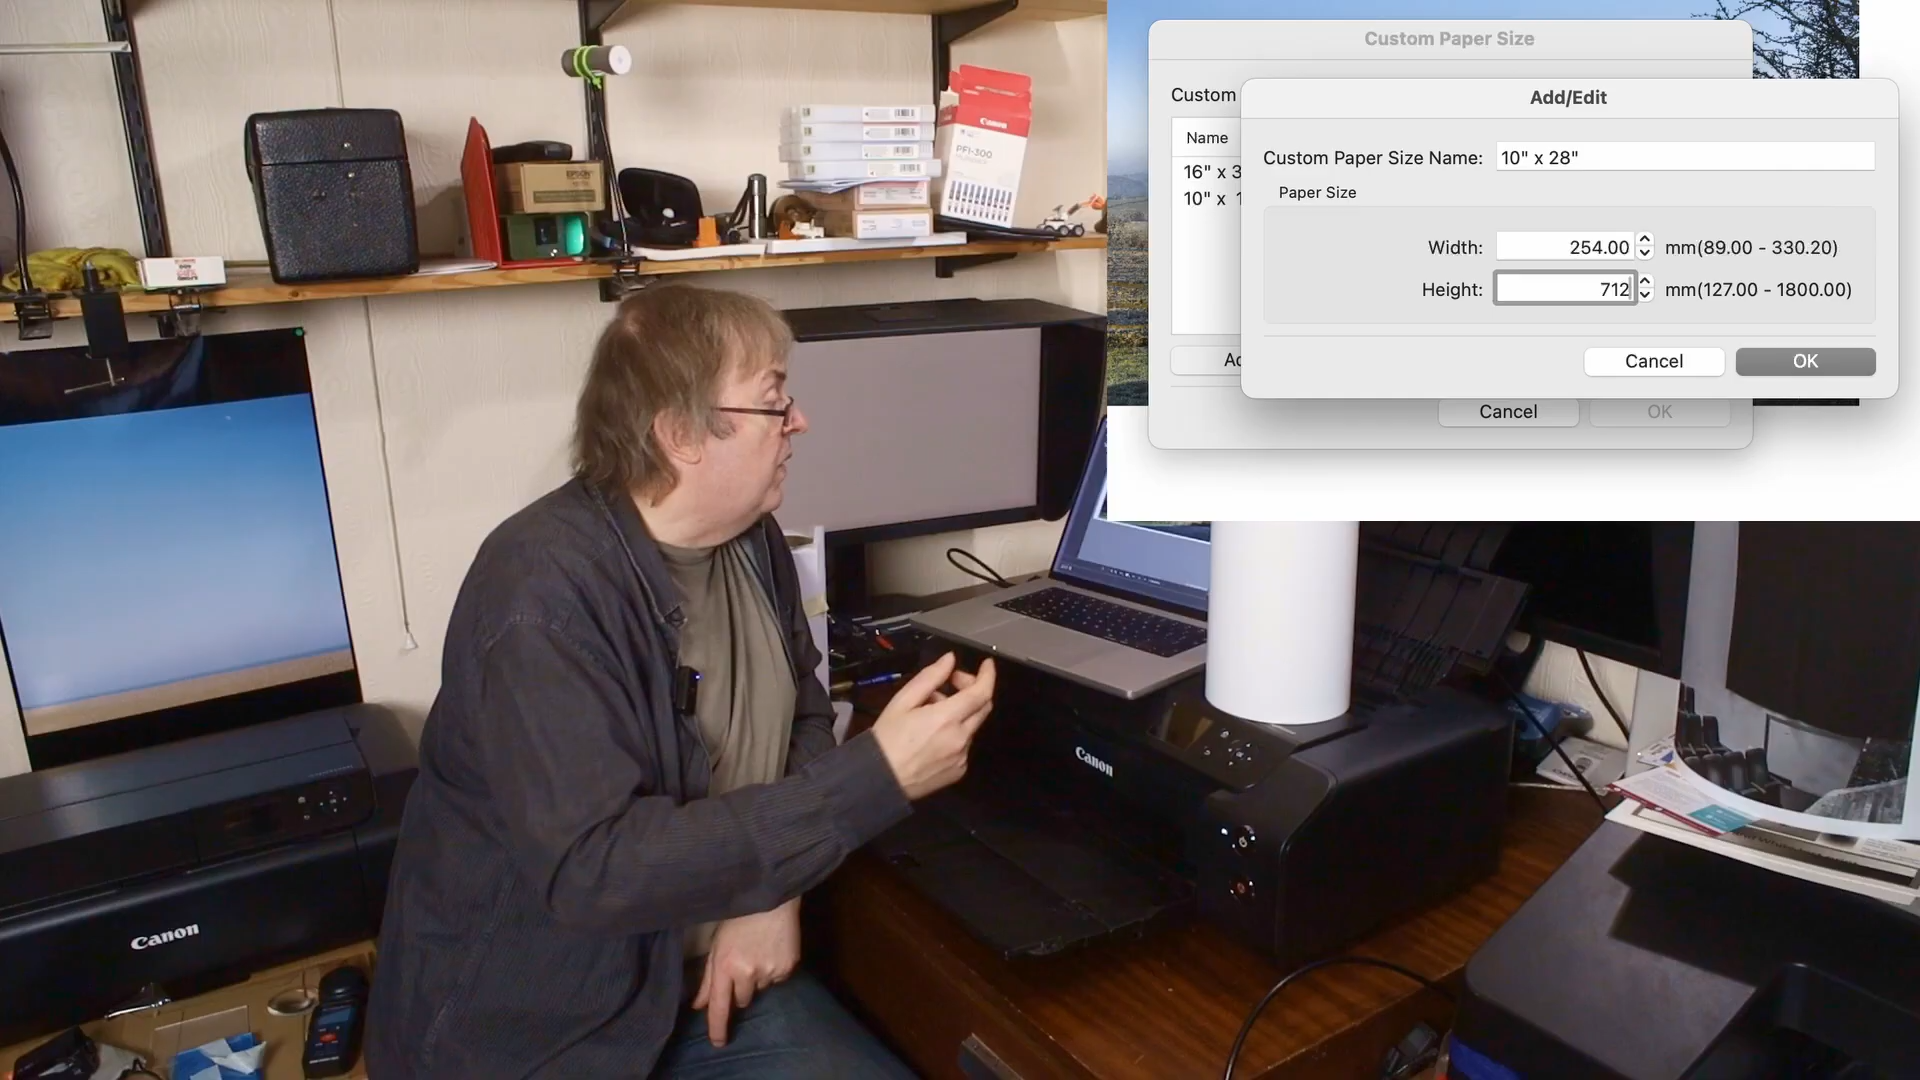 Custom Paper Size
Custom
Add/Edit
Name
Custom Paper Size Name: 10" x 28"
16" x 3
Paper Size
10" x 1
Width: 254.00 mm(89.00 - 330.20)
Height: 712 mm(127.00 - 1800.00)
Cancel OK
Cancel OK
Canon
PFI-300
EPSON
Canon
Canon